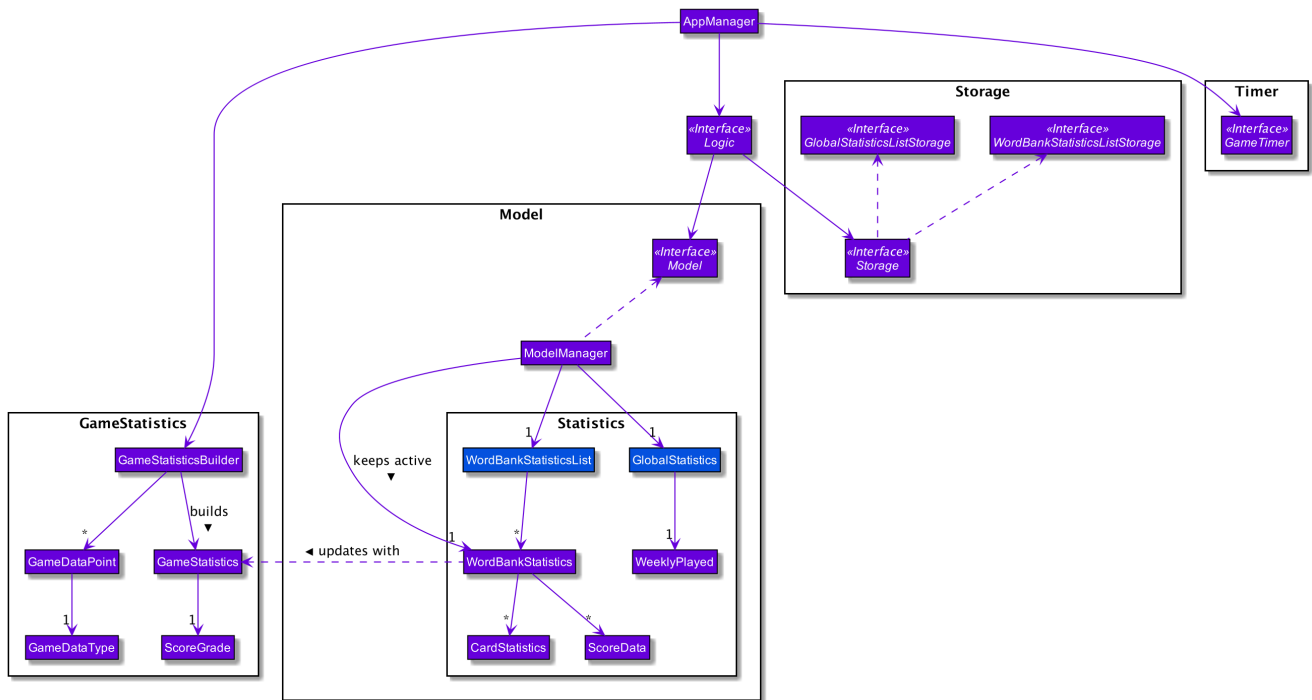 AppManager
Storage
Timer
«Interface»
GlobalStatisticsListStorage
«Interface»
WordBankStatisticsListStorage
«Interface»
GameTimer
«Interface»
Logic
Model
«Interface»
Model
«Interface»
Storage
ModelManager
GameStatistics
Statistics
1
1
GameStatisticsBuilder
keeps active
▼
WordBankStatisticsList
GlobalStatistics
builds
▼
*
1
*
1
◄ updates with
GameDataPoint
GameStatistics
WordBankStatistics
WeeklyPlayed
1
1
*
*
GameDataType
ScoreGrade
CardStatistics
ScoreData